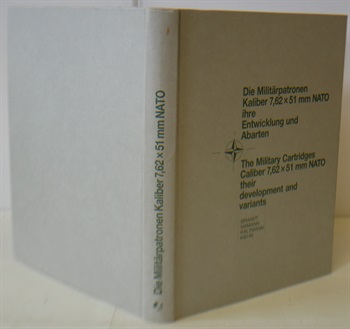 Die Militärpatronen Kaliber 7,62 × 51 mm NATO
Die Militärpatronen
Kaliber 7,62 × 51 mm NATO
ihre
Entwicklung und
Abarten
The Military Cartridges
Caliber 7,62 × 51 mm NATO
their
development and
variants